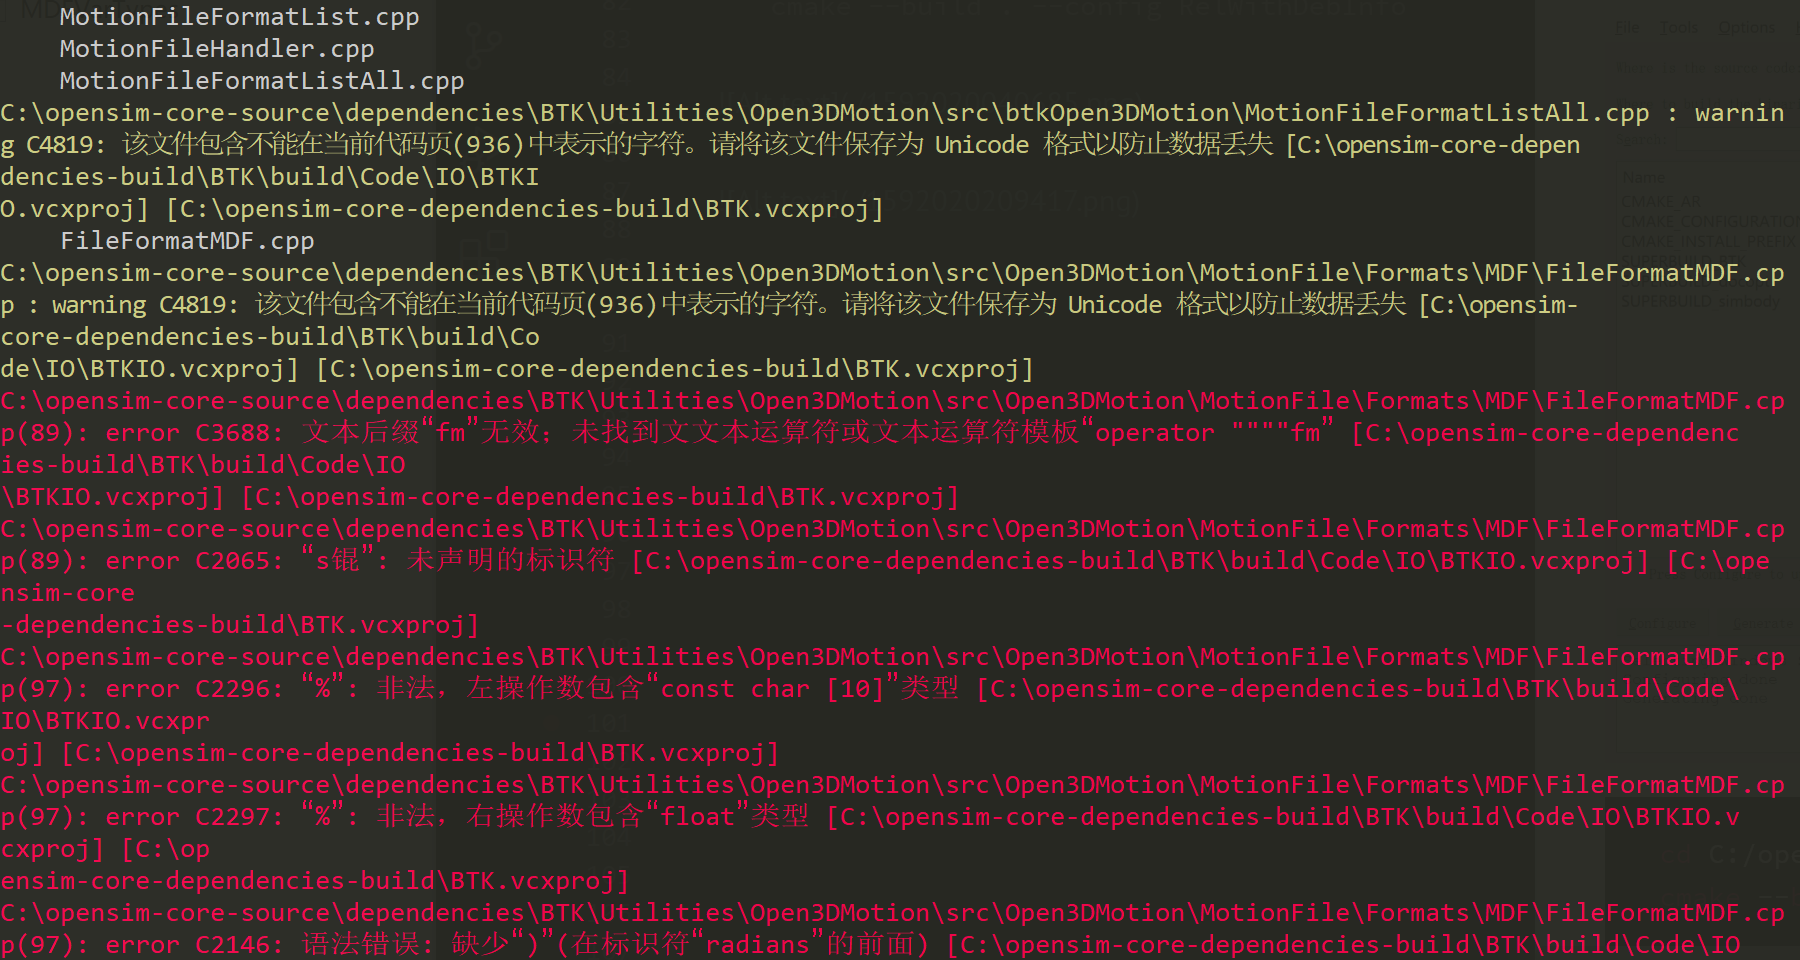 MotionFileFormatList.cpp
MotionFileHandler.cpp
MotionFileFormatListAll.cpp
C:\opensim-core-source\dependencies\BTK\Utilities\Open3DMotion\src\btkOpen3DMotion\MotionFileFormatListAll.cpp : warnin
g C4819: 该文件包含不能在当前代码页(936)中表示的字符。请将该文件保存为 Unicode 格式以防止数据丢失 [C:\opensim-core-depen
dencies-build\BTK\build\Code\IO\BTKI
O.vcxproj] [C:\opensim-core-dependencies-build\BTK.vcxproj]
FileFormatMDF.cpp
C:\opensim-core-source\dependencies\BTK\Utilities\Open3DMotion\src\Open3DMotion\MotionFile\Formats\MDF\FileFormatMDF.cp
p : warning C4819: 该文件包含不能在当前代码页(936)中表示的字符。请将该文件保存为 Unicode 格式以防止数据丢失 [C:\opensim-
core-dependencies-build\BTK\build\Co
de\IO\BTKIO.vcxproj] [C:\opensim-core-dependencies-build\BTK.vcxproj]
C:\opensim-core-source\dependencies\BTK\Utilities\Open3DMotion\src\Open3DMotion\MotionFile\Formats\MDF\FileFormatMDF.cp
p(89): error C3688: 文本后缀“fm”无效；未找到文文本运算符或文本运算符模板“operator """"fm” [C:\opensim-core-dependenc
ies-build\BTK\build\Code\IO
\BTKIO.vcxproj] [C:\opensim-core-dependencies-build\BTK.vcxproj]
C:\opensim-core-source\dependencies\BTK\Utilities\Open3DMotion\src\Open3DMotion\MotionFile\Formats\MDF\FileFormatMDF.cp
p(89): error C2065: “s锟”: 未声明的标识符 [C:\opensim-core-dependencies-build\BTK\build\Code\IO\BTKIO.vcxproj] [C:\ope
nsim-core
-dependencies-build\BTK.vcxproj]
C:\opensim-core-source\dependencies\BTK\Utilities\Open3DMotion\src\Open3DMotion\MotionFile\Formats\MDF\FileFormatMDF.cp
p(97): error C2296: “%”: 非法，左操作数包含“const char [10]”类型 [C:\opensim-core-dependencies-build\BTK\build\Code\
IO\BTKIO.vcxpr
oj] [C:\opensim-core-dependencies-build\BTK.vcxproj]
C:\opensim-core-source\dependencies\BTK\Utilities\Open3DMotion\src\Open3DMotion\MotionFile\Formats\MDF\FileFormatMDF.cp
p(97): error C2297: “%”: 非法，右操作数包含“float”类型 [C:\opensim-core-dependencies-build\BTK\build\Code\IO\BTKIO.v
cxproj] [C:\op
ensim-core-dependencies-build\BTK.vcxproj]
C:\opensim-core-source\dependencies\BTK\Utilities\Open3DMotion\src\Open3DMotion\MotionFile\Formats\MDF\FileFormatMDF.cp
p(97): error C2146: 语法错误: 缺少“)”(在标识符“radians”的前面) [C:\opensim-core-dependencies-build\BTK\build\Code\IO